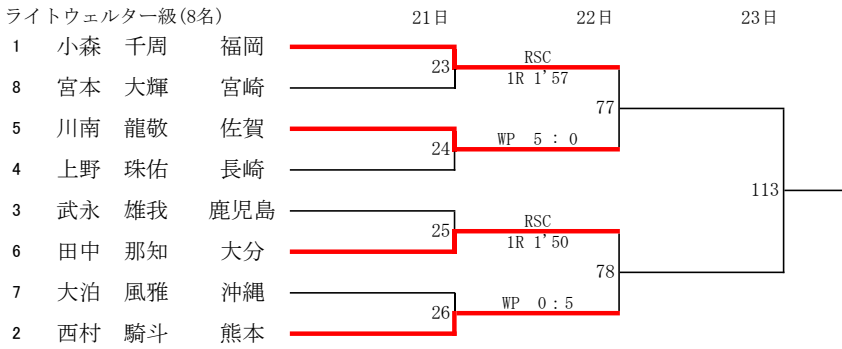 ライトウェルター級(8名) 21日 22日 23日
1 小森 千周 福岡
23 RSC
1R 1'57
8 宮本 大輝 宮崎
77
5 川南 龍敬 佐賀
24 WP 5 : 0
4 上野 珠佑 長崎
113
3 武永 雄我 鹿児島
25 RSC
1R 1'50
6 田中 那知 大分
78
7 大泊 風雅 沖縄
26 WP 0:5
2 西村 騎斗 熊本